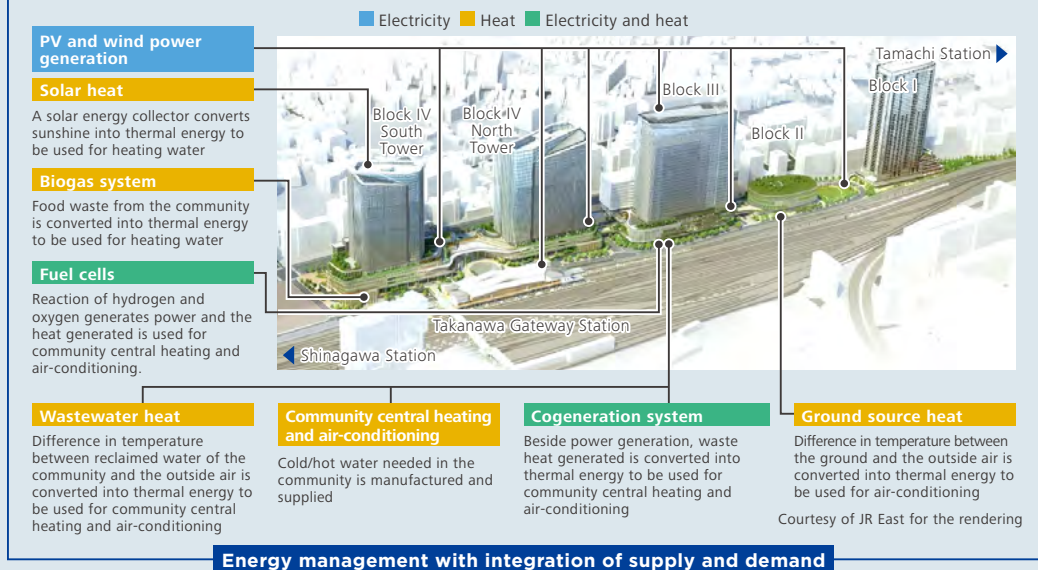 Electricity Heat Electricity and heat
PV and wind power
generation
Solar heat
A solar energy collector converts
sunshine into thermal energy to
be used for heating water
Biogas system
Food waste from the community
is converted into thermal energy
to be used for heating water
Fuel cells
Reaction of hydrogen and
oxygen generates power and the
heat generated is used for
community central heating and
air-conditioning.
Tamachi Station
Block I
Block III
Block II
Block IV
North
Tower
Block IV
South
Tower
Takanawa Gateway Station
Shinagawa Station
Wastewater heat
Difference in temperature
between reclaimed water of the
community and the outside air is
converted into thermal energy to
be used for community central
heating and air-conditioning
Community central heating
and air-conditioning
Cold/hot water needed in the
community is manufactured and
supplied
Cogeneration system
Beside power generation, waste
heat generated is converted into
thermal energy to be used for
community central heating and
air-conditioning
Ground source heat
Difference in temperature between
the ground and the outside air is
converted into thermal energy to
be used for air-conditioning
Courtesy of JR East for the rendering
Energy management with integration of supply and demand